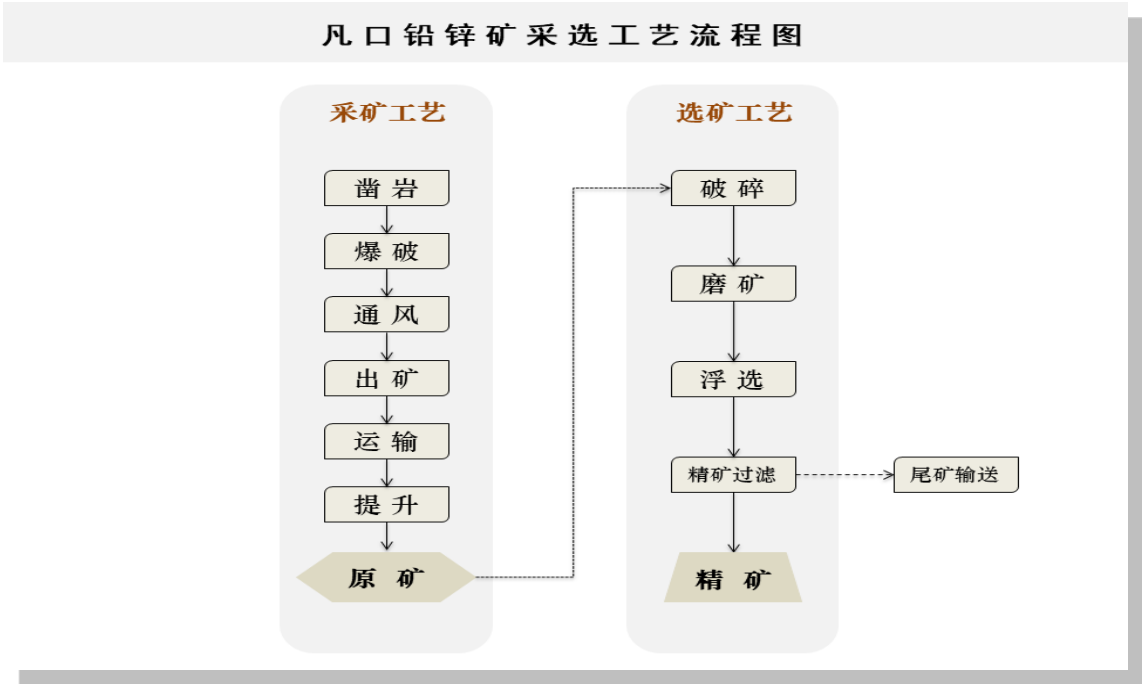 凡口铅锌矿采选工艺流程图
采矿工艺
凿岩
爆破
通风
出矿
运输
提升
原矿
选矿工艺
破碎
磨矿
浮选
精矿过滤
尾矿输送
精矿